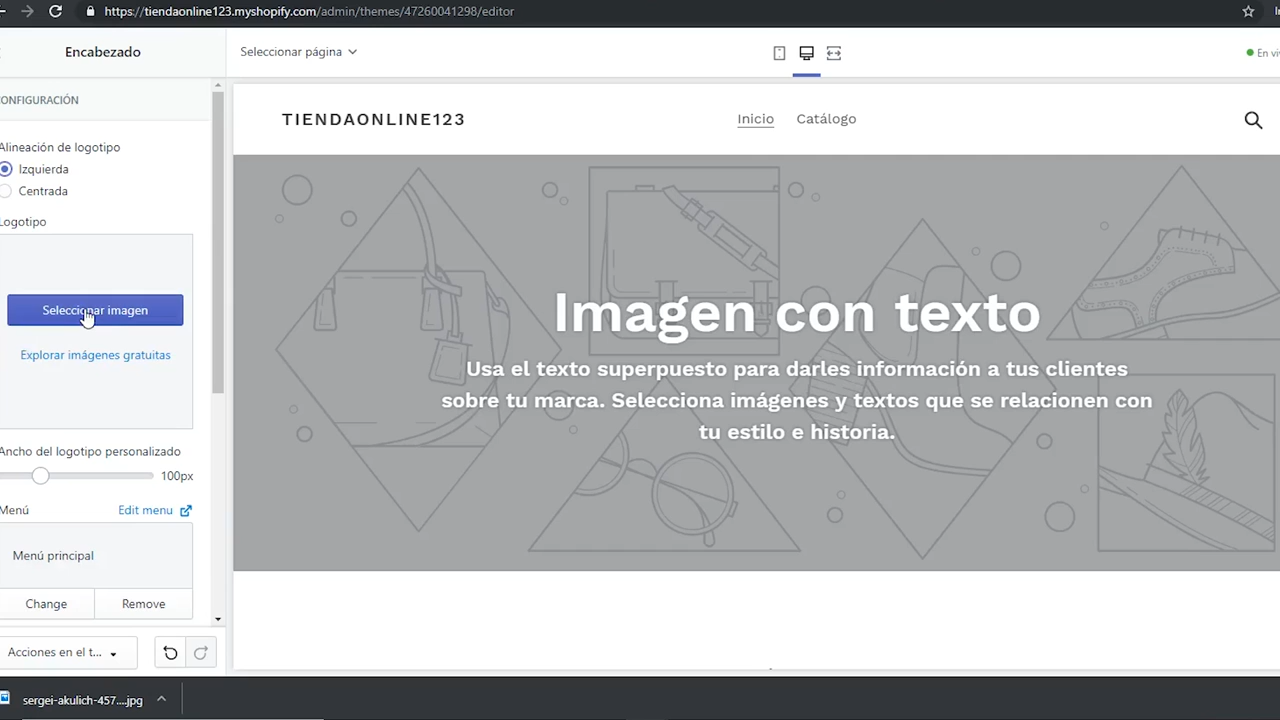 https://tiendaonline123.myshopify.com/admin/themes/47260041298/editor
Encabezado
Seleccionar página
En vi
ONFIGURACIÓN
Alineación de logotipo
Izquierda
Centrada
Logotipo
Seleccionar imagen
Explorar imágenes gratuitas
Ancho del logotipo personalizado
100px
Menú
Edit menu
Menú principal
Change
Remove
Acciones en el t...
TIENDAONLINE123
Inicio
Catálogo
Imagen con texto
Usa el texto superpuesto para darles información a tus clientes
sobre tu marca. Selecciona imágenes y textos que se relacionen con
tu estilo e historia.
sergei-akulich-457....jpg